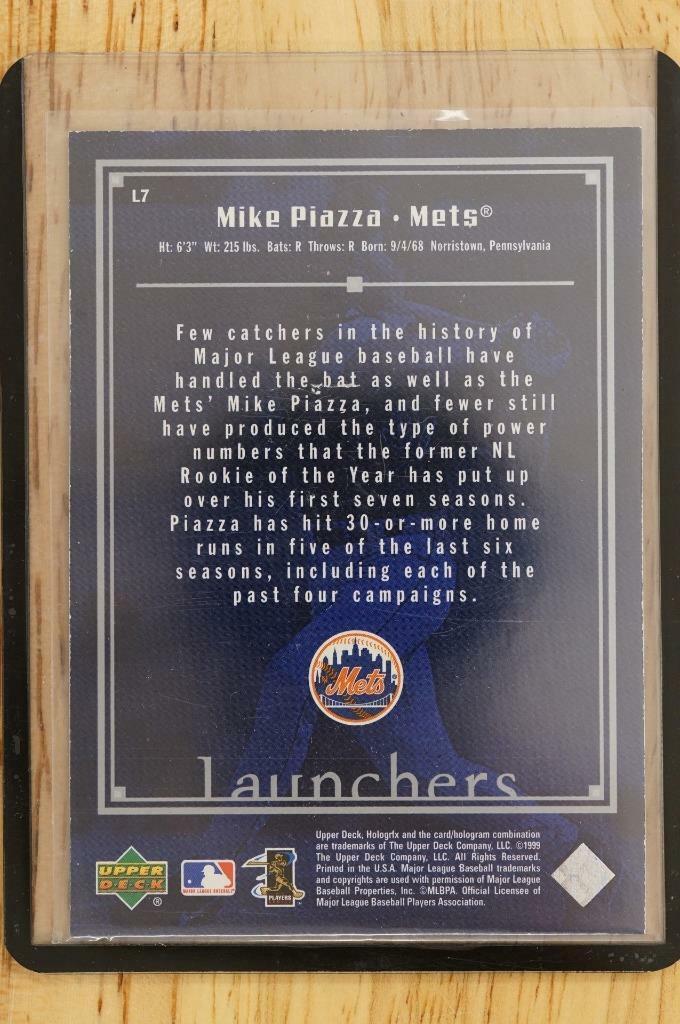 L7
Mike Piazza • Mets®
Ht: 6'3" Wt: 215 lbs. Bats: R Throws: R Born: 9/4/68 Norristown, Pennsylvania
Few catchers in the history of
Major League baseball have
handled the bat as well as the
Mets' Mike Piazza, and fewer still
have produced the type of power
numbers that the former NL
Rookie of the Year has put up
over his first seven seasons.
Piazza has hit 30-or-more home
runs in five of the last six
seasons, including each of the
past four campaigns.
Mets ®
launchers
Upper Deck, Hologrfx and the card/hologram combination
are trademarks of The Upper Deck Company, LLC. ©1999
The Upper Deck Company, LLC. All Rights Reserved.
Printed in the U.S.A. Major League Baseball trademarks
and copyrights are used with permission of Major League
Baseball Properties, Inc. ©MLBPA. Official Licensee of
Major League Baseball Players Association.
UPPER
DECK ®
MAJOR LEAGUE BASEBALL
PLAYERS